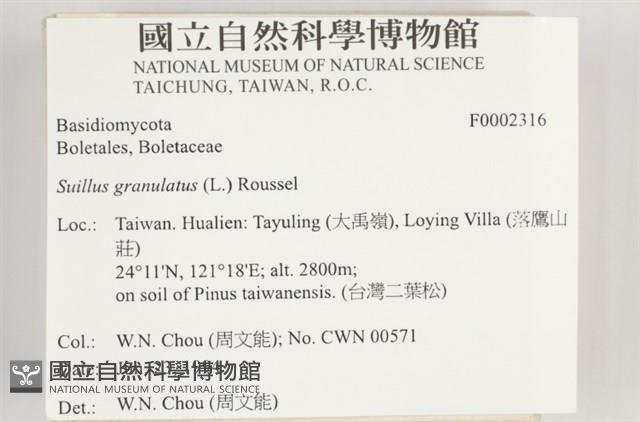 國立自然科學博物館
NATIONAL MUSEUM OF NATURAL SCIENCE
TAICHUNG, TAIWAN, R.O.C.
Basidiomycota F0002316
Boletales, Boletaceae
Suillus granulatus (L.) Roussel
Loc.: Taiwan. Hualien: Tayuling (大禹嶺), Loying Villa (落鷹山
莊)
24°11'N, 121°18'E; alt. 2800m;
on soil of Pinus taiwanensis. (台灣二葉松)
Col.: W.N. Chou (周文能); No. CWN 00571
國立自然科學博物館
NATIONAL MUSEUM OF NATURAL SCIENCE
Det.: W.N. Chou (周文能)